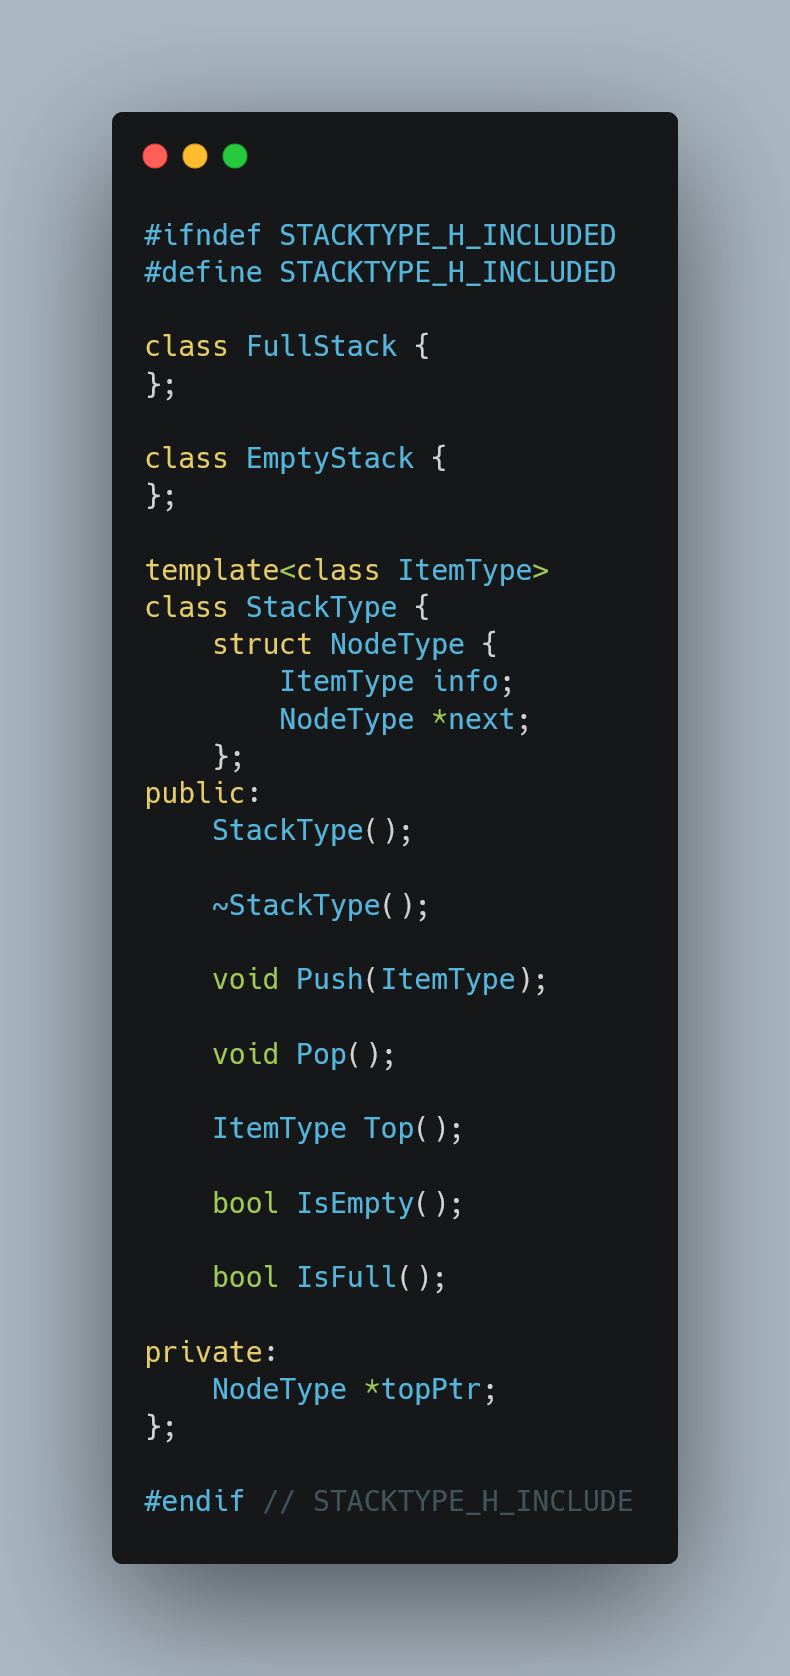 #ifndef STACKTYPE_H_INCLUDED
#define STACKTYPE_H_INCLUDED

class FullStack {
};

class EmptyStack {
};

template<class ItemType>
class StackType {
    struct NodeType {
        ItemType info;
        NodeType *next;
    };
public:
    StackType();

    ~StackType();

    void Push(ItemType);

    void Pop();

    ItemType Top();

    bool IsEmpty();

    bool IsFull();

private:
    NodeType *topPtr;
};

#endif // STACKTYPE_H_INCLUDE